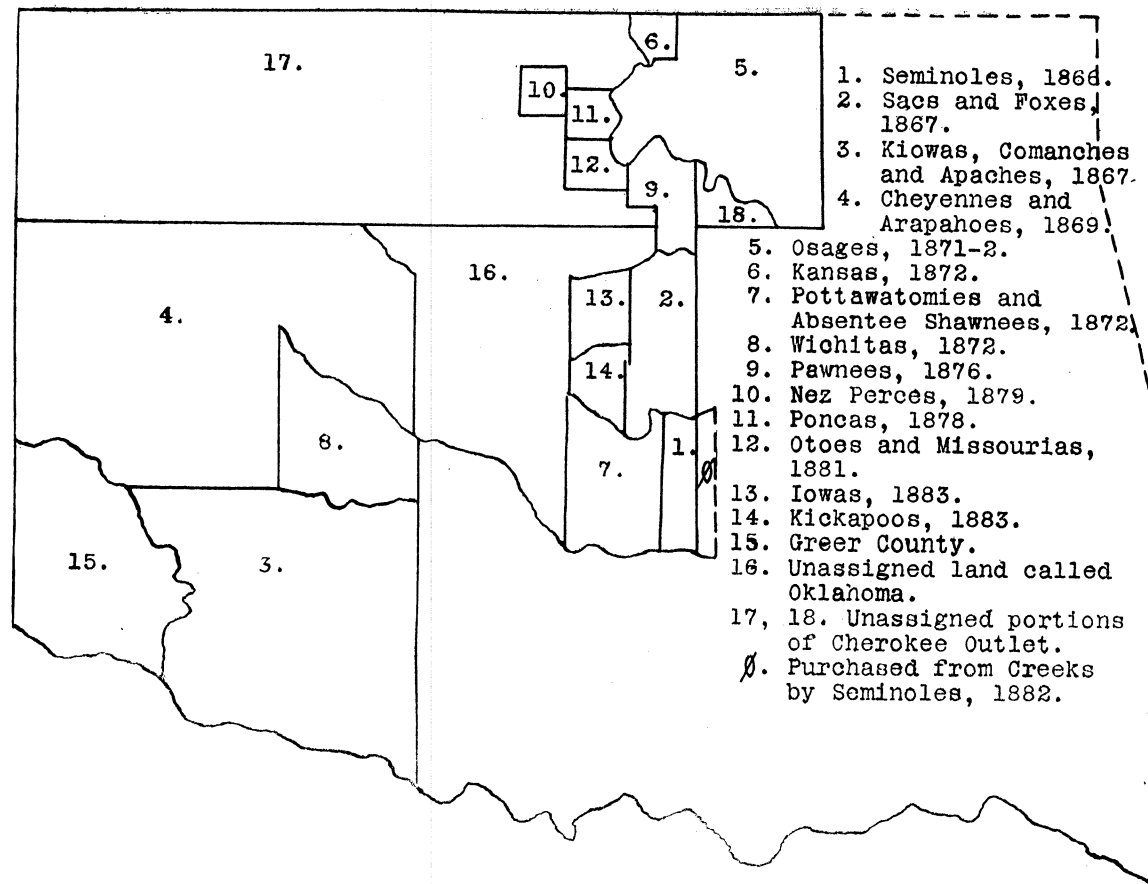 17.
6.
5.
10.
11.
12.
9.
18.
4.
16.
13.
2.
14.
8.
7.
1.
Ø
15.
3.
1. Seminoles, 1866.
2. Sacs and Foxes,
1867.
3. Kiowas, Comanches
and Apaches, 1867.
4. Cheyennes and
Arapahoes, 1869.
5. Osages, 1871-2.
6. Kansas, 1872.
7. Pottawatomies and
Absentee Shawnees, 1872.
8. Wichitas, 1872.
9. Pawnees, 1876.
10. Nez Perces, 1879.
11. Poncas, 1878.
12. Otoes and Missourias,
1881.
13. Iowas, 1883.
14. Kickapoos, 1883.
15. Greer County.
16. Unassigned land called
Oklahoma.
17, 18. Unassigned portions
of Cherokee Outlet.
Ø. Purchased from Creeks
by Seminoles, 1882.